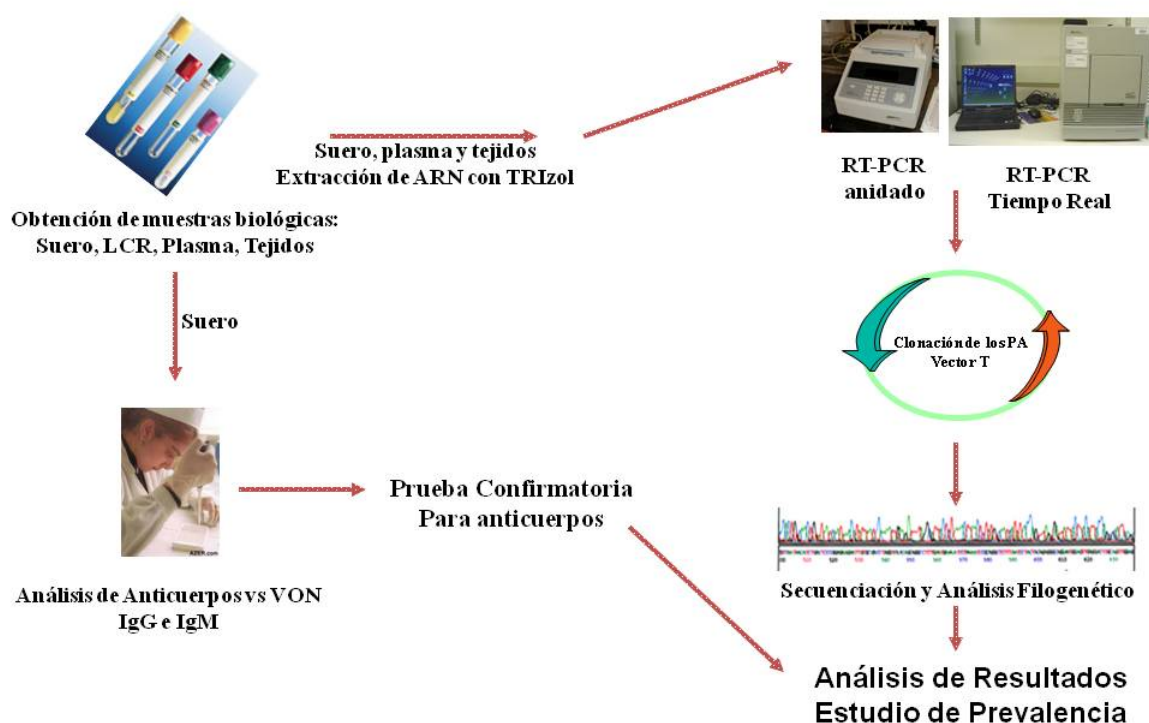 Obtención de muestras biológicas:
Suero, LCR, Plasma, Tejidos
Suero, plasma y tejidos
Extracción de ARN con TRIzol
RT-PCR
anidado
RT-PCR
Tiempo Real
Clonación de los PA
Vector T
Suero
AZER.com
Análisis de Anticuerpos vs VON
IgG e IgM
Prueba Confirmatoria
Para anticuerpos
Secuenciación y Análisis Filogenético
Análisis de Resultados
Estudio de Prevalencia